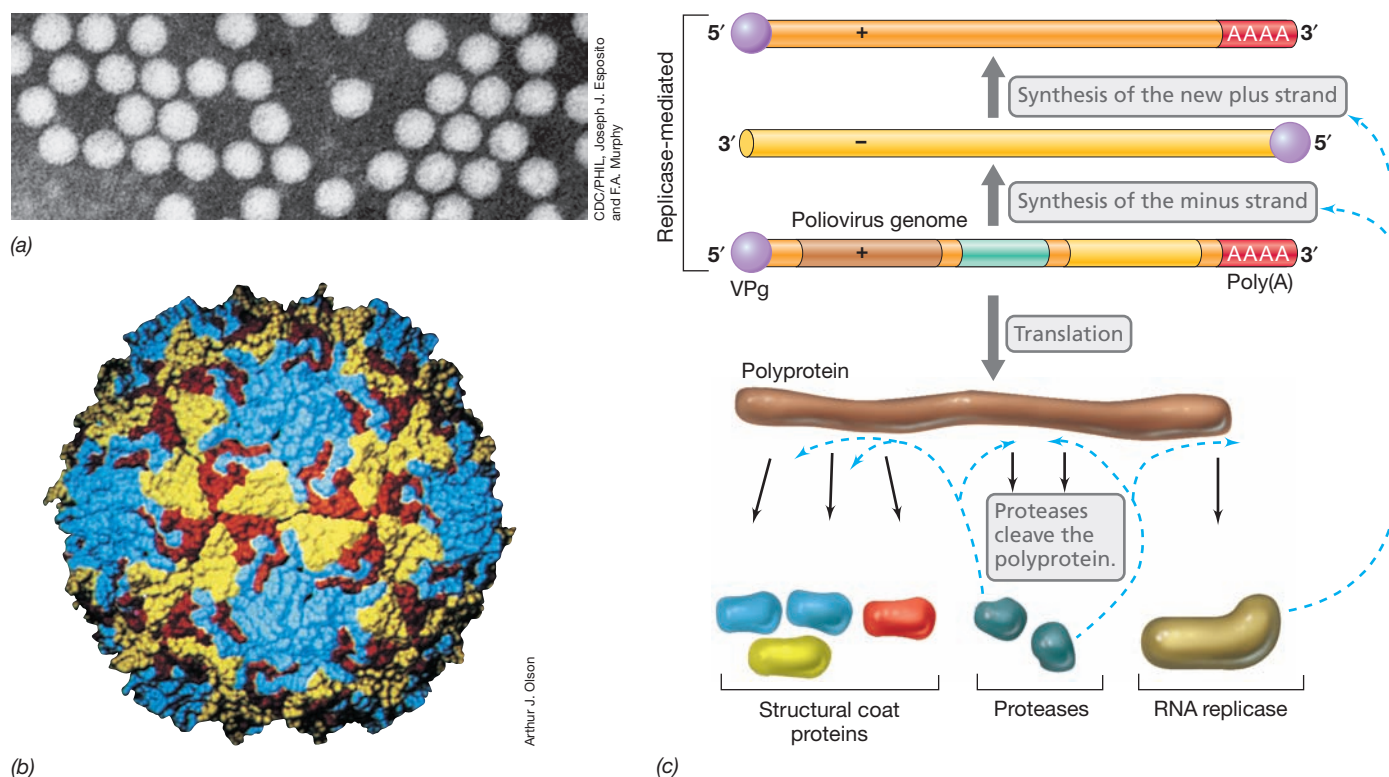 CDC/PHIL, Joseph J. Esposito
and F.A. Murphy
(a)
Arthur J. Olson
(b)
Replicase-mediated
5′
+
AAAA
3′
Synthesis of the new plus strand
3′
–
5′
Synthesis of the minus strand
Poliovirus genome
5′
+
AAAA
3′
VPg
Poly(A)
Translation
Polyprotein
Proteases
cleave the
polyprotein.
Structural coat
proteins
Proteases
RNA replicase
(c)